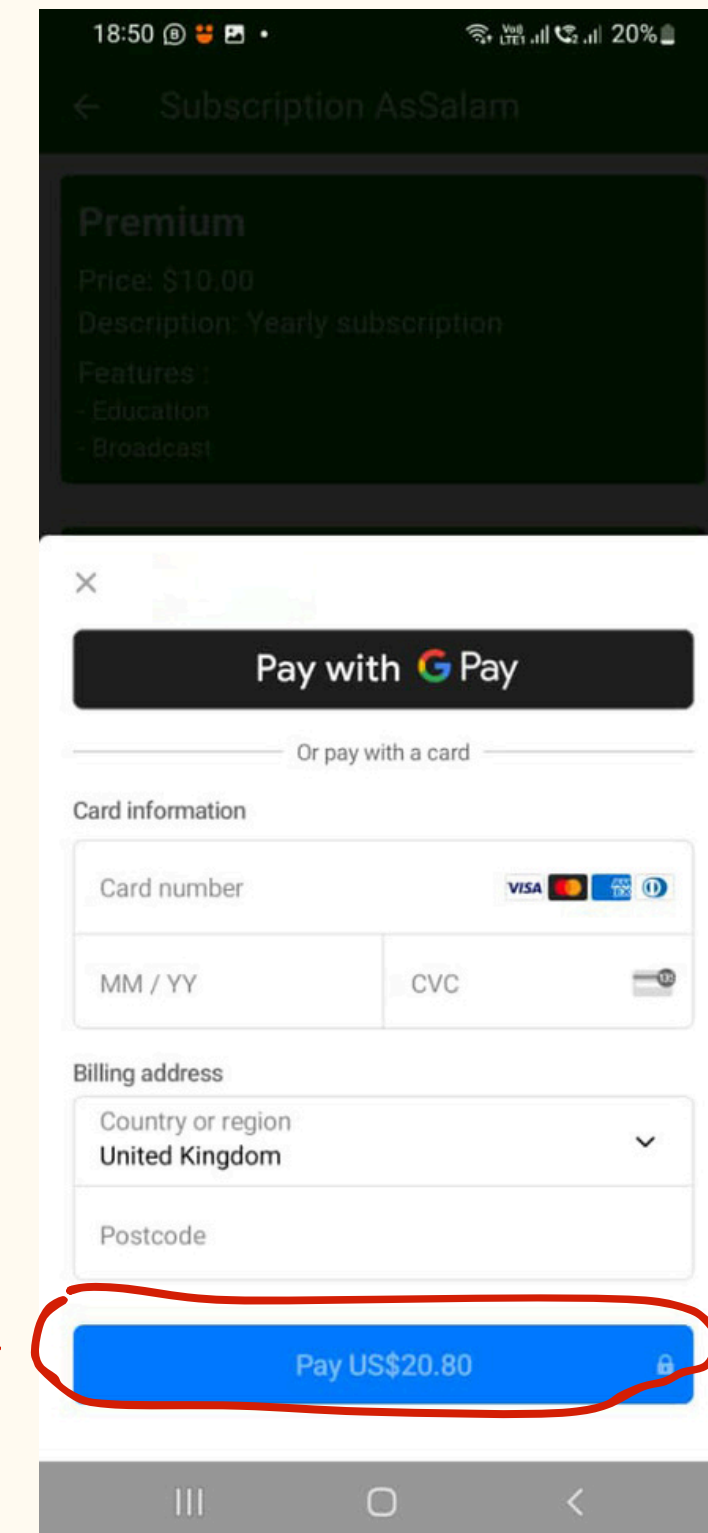 18:50 20%
Subscription AsSalam
Premium
Price: $10.00
Description: Yearly subscription
Features :
- Education
- Broadcast
Pay with G Pay
Or pay with a card
Card information
Card number VISA
MM / YY CVC
Billing address
Country or region
United Kingdom
Postcode
Pay US$20.80